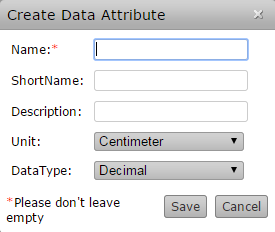 Create Data Attribute ×
Name:*
ShortName:
Description:
Unit: Centimeter
DataType: Decimal
*Please don't leave
empty
Save Cancel